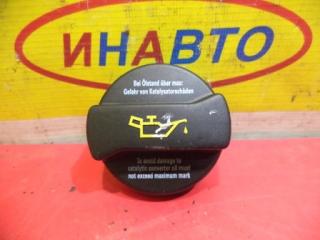 ИНАВТО
Bei Ölstand über max:
Gefahr von Katalysatorschäden
To avoid damage to
catalytic converter oil must
not exceed maximum mark